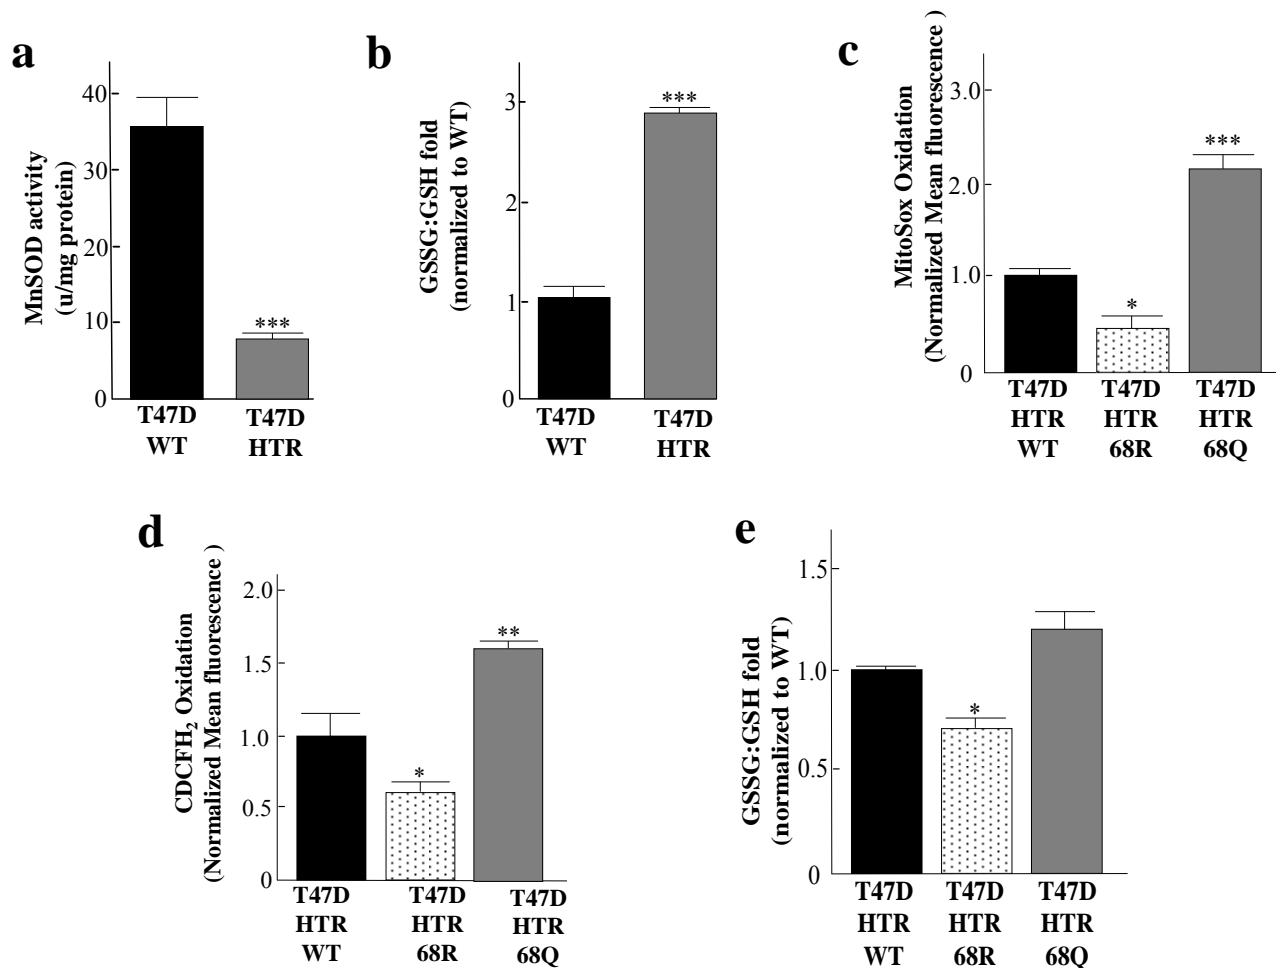 a
MnSOD activity
(u/mg protein)
40
30
20
10
0
***
T47D
WT
T47D
HTR
b
GSSG:GSH fold
(normalized to WT)
3
2
1
0
***
T47D
WT
T47D
HTR
c
MitoSox Oxidation
(Normalized Mean fluorescence )
3.0
2.0
1.0
0
*
***
T47D
HTR
WT
T47D
HTR
68R
T47D
HTR
68Q
d
CDCFH₂ Oxidation
(Normalized Mean fluorescence )
2.0
1.5
1.0
0.5
0
*
**
T47D
HTR
WT
T47D
HTR
68R
T47D
HTR
68Q
e
GSSG:GSH fold
(normalized to WT)
1.5
1.0
0.5
0
*
T47D
HTR
WT
T47D
HTR
68R
T47D
HTR
68Q